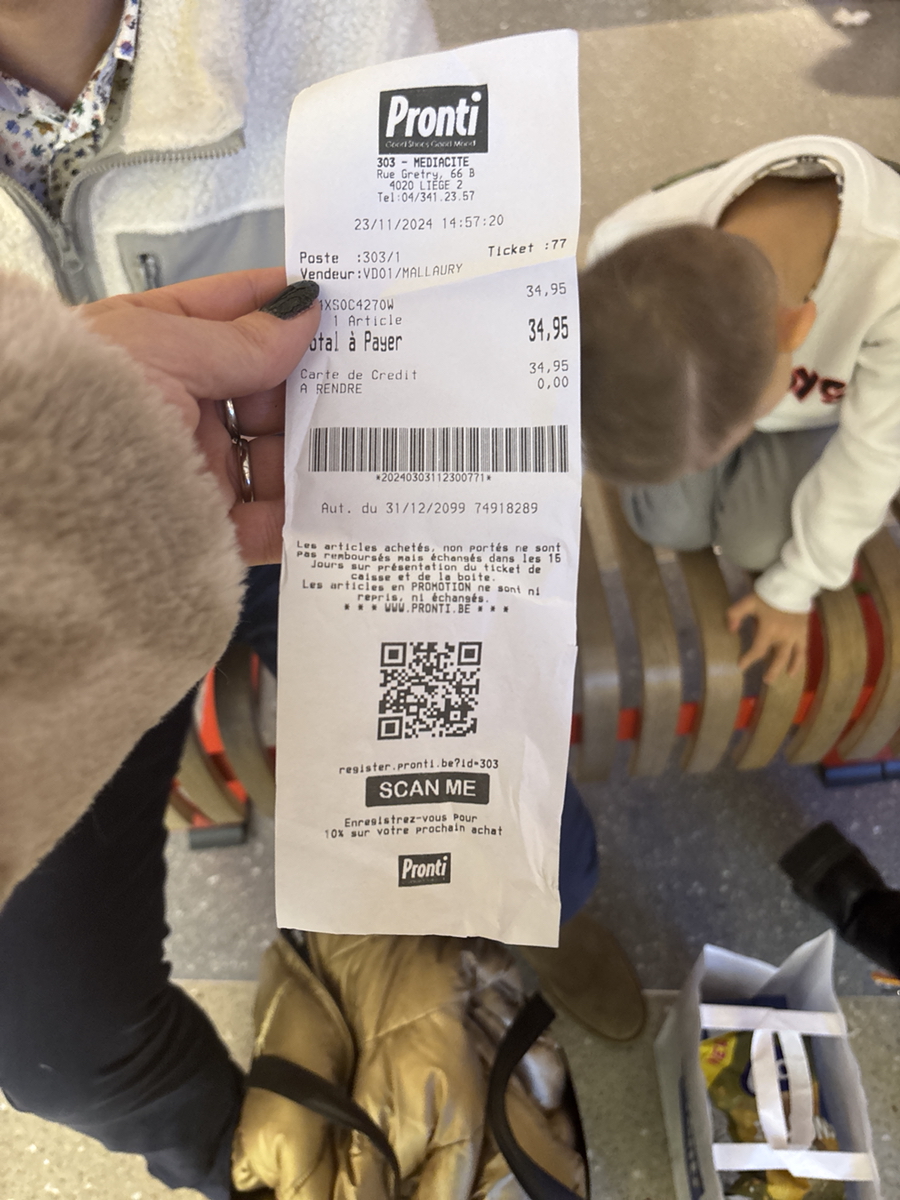 Pronti
Good Shoes Good Mood
303 - MEDIACITE
Rue Gretry, 66 B
4020 LIEGE 2
Tel:04/341.23.57
23/11/2024 14:57:20
Poste :303/1 Ticket :77
Vendeur:VD01/MALLAURY
1XSOC4270W 34,95
1 Article
otal à Payer 34,95
Carte de Credit 34,95
A RENDRE 0,00
*20240303112300771*
Aut. du 31/12/2099 74918289
Les articles achetés, non portés ne sont
pas remboursés mais échangés dans les 15
Jours sur présentation du ticket de
caisse et de la boite.
Les articles en PROMOTION ne sont ni
repris, ni échangés.
* * * WWW.PRONTI.BE * * *
register.pronti.be?id=303
SCAN ME
Enregistrez-vous pour
10% sur votre prochain achat
Pronti